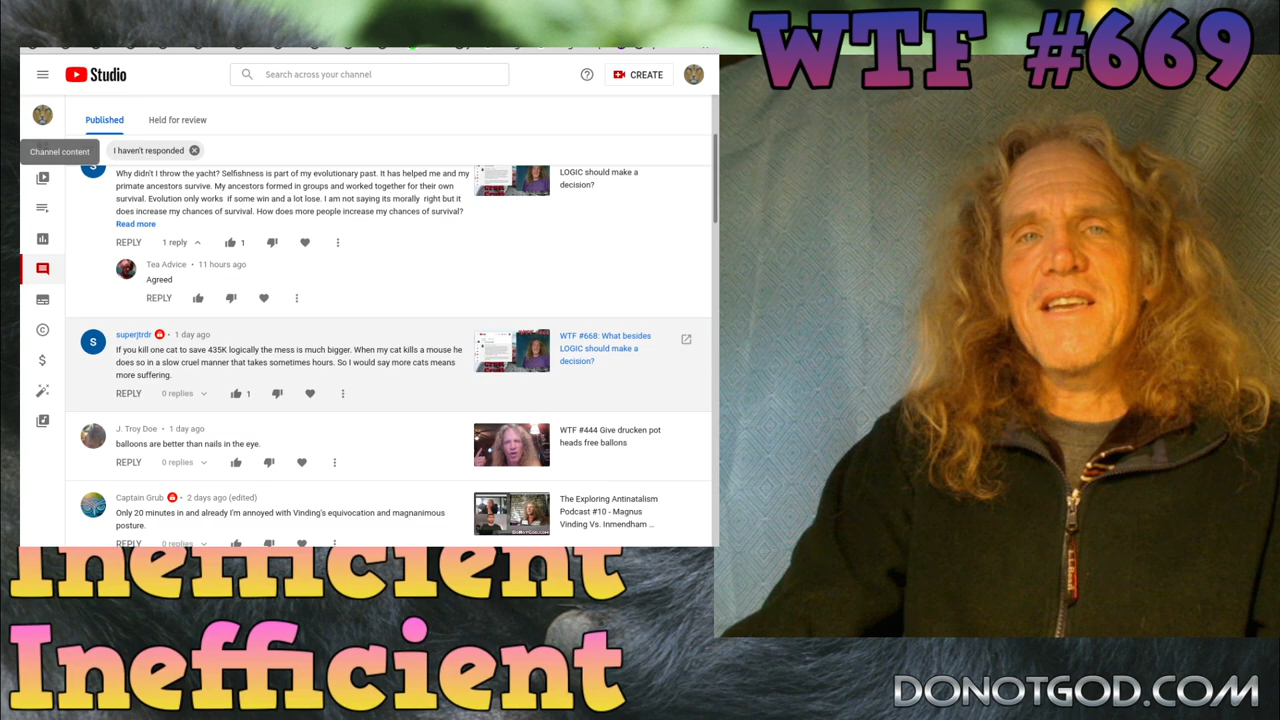 WTF #669
Studio
Search across your channel
CREATE
Published
Held for review
Channel content
I haven't responded
S
Why didn't I throw the yacht? Selfishness is part of my evolutionary past. It has helped me and my
primate ancestors survive. My ancestors formed in groups and worked together for their own
survival. Evolution only works if some win and a lot lose. I am not saying its morally right but it
does increase my chances of survival. How does more people increase my chances of survival?
Read more
LOGIC should make a
decision?
REPLY 1 reply 1
Tea Advice • 11 hours ago
Agreed
REPLY
S
superjtrdr • 1 day ago
If you kill one cat to save 435K logically the mess is much bigger. When my cat kills a mouse he
does so in a slow cruel manner that takes sometimes hours. So I would say more cats means
more suffering.
WTF #668: What besides
LOGIC should make a
decision?
REPLY 0 replies 1
J. Troy Doe • 1 day ago
balloons are better than nails in the eye.
WTF #444 Give drucken pot
heads free ballons
REPLY 0 replies
Captain Grub • 2 days ago (edited)
Only 20 minutes in and already I'm annoyed with Vinding's equivocation and magnanimous
posture.
The Exploring Antinatalism
Podcast #10 - Magnus
Vinding Vs. Inmendham ...
REPLY 0 replies
Inefficient
Inefficient
DONOTGOD.COM